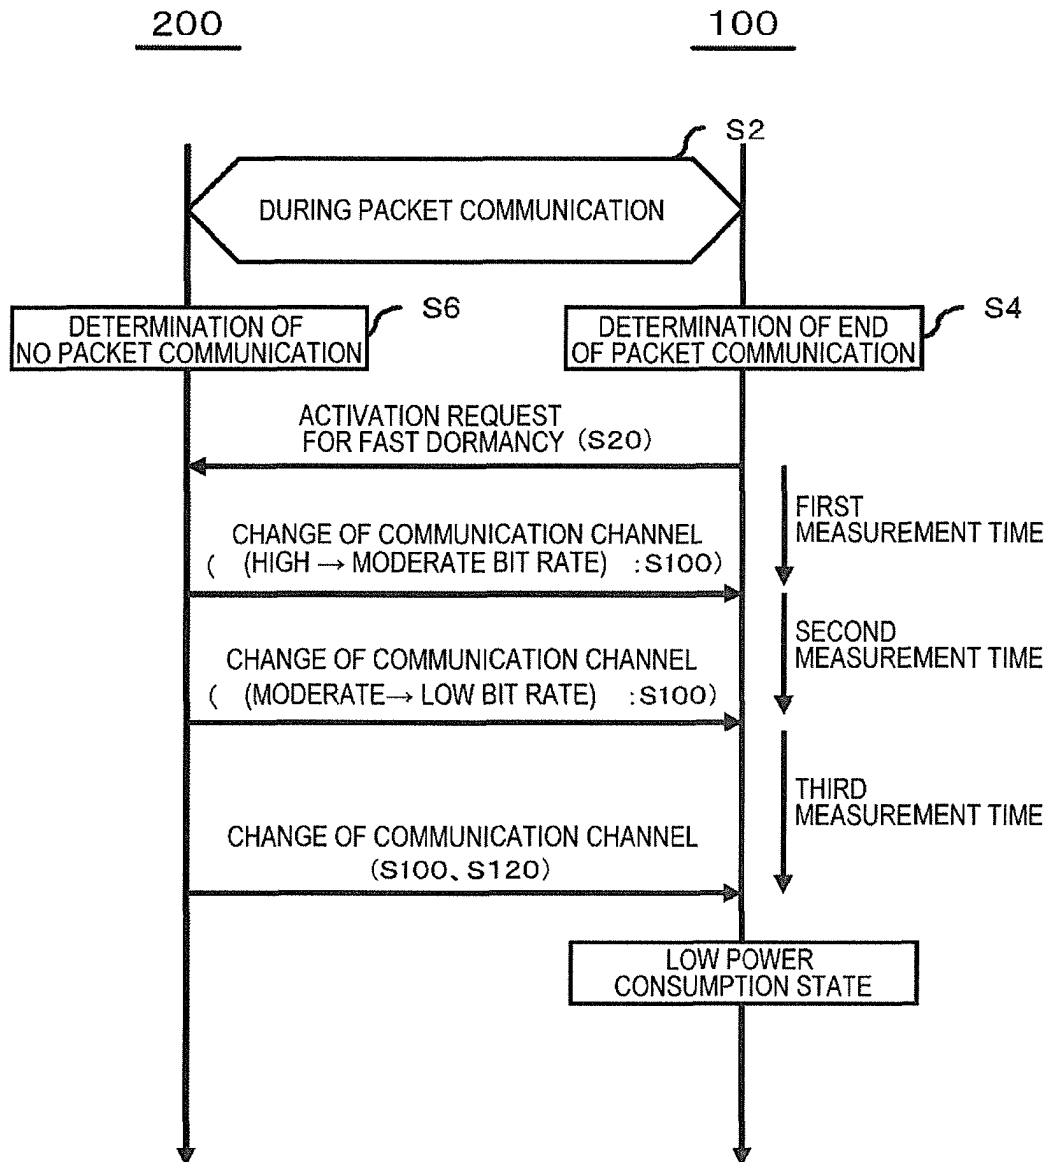 200
100
S2
DURING PACKET COMMUNICATION
S6
S4
DETERMINATION OF
NO PACKET COMMUNICATION
DETERMINATION OF END
OF PACKET COMMUNICATION
ACTIVATION REQUEST
FOR FAST DORMANCY (S20)
FIRST
MEASUREMENT TIME
CHANGE OF COMMUNICATION CHANNEL
( (HIGH → MODERATE BIT RATE) :S100)
SECOND
MEASUREMENT TIME
CHANGE OF COMMUNICATION CHANNEL
( (MODERATE→ LOW BIT RATE) :S100)
THIRD
MEASUREMENT TIME
CHANGE OF COMMUNICATION CHANNEL
(S100、S120)
LOW POWER
CONSUMPTION STATE